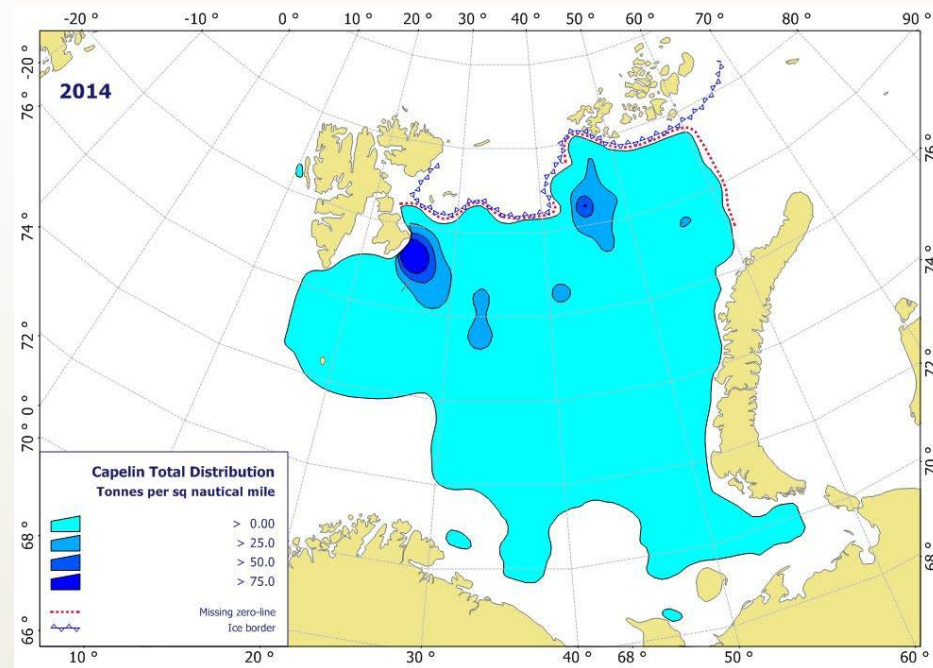 -20 ° -10 ° 0 ° 10 ° 20 ° 30 ° 40 ° 50 ° 60 ° 70 ° 80 ° 90 °
2014
-20 °
76 °
74 °
72 °
70 ° 0 °
68 °
66 °
76 °
74 °
72 °
70 °
68 °
Capelin Total Distribution
Tonnes per sq nautical mile
> 0.00
> 25.0
> 50.0
> 75.0
Missing zero-line
Ice border
10 ° 20 ° 30 ° 40 ° 68 ° 50 ° 60 °